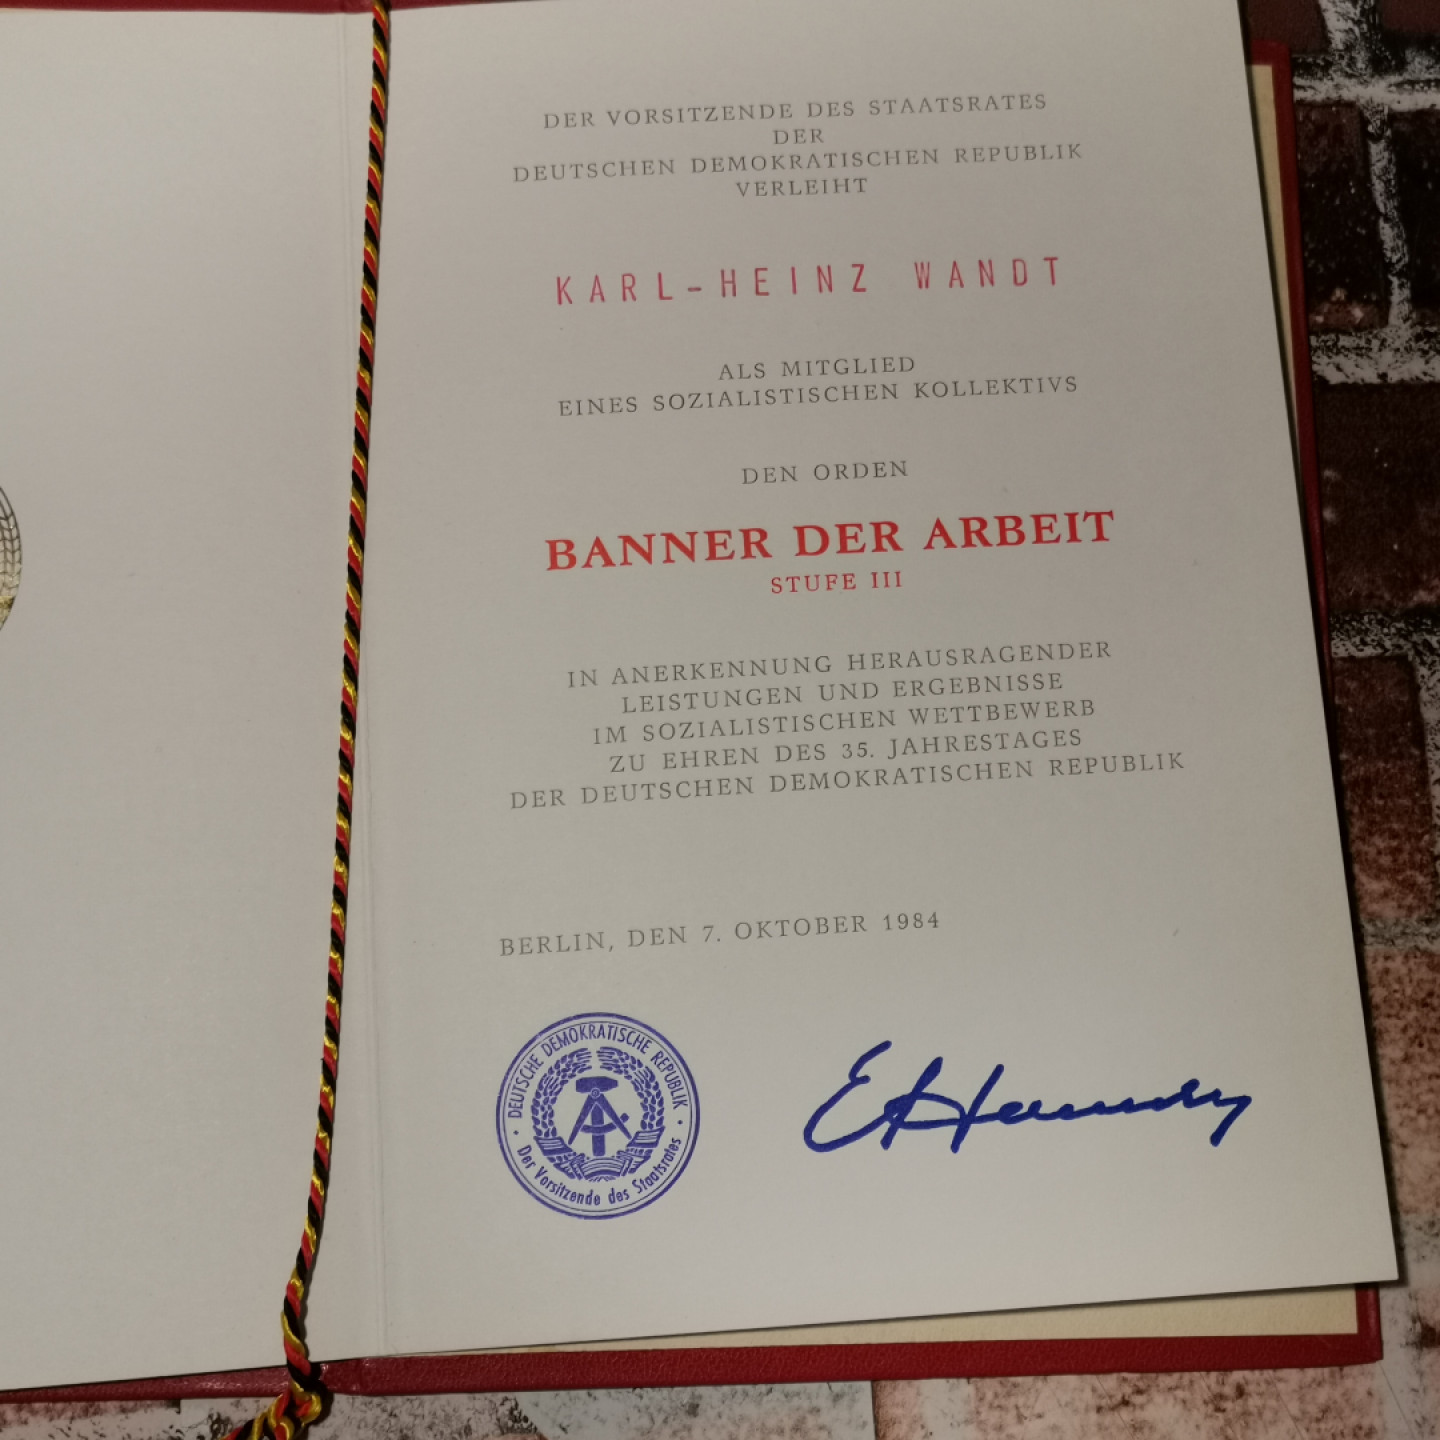 DER VORSITZENDE DES STAATSRATES
DER
DEUTSCHEN DEMOKRATISCHEN REPUBLIK
VERLEIHT
KARL-HEINZ WANDT
ALS MITGLIED
EINES SOZIALISTISCHEN KOLLEKTIVS
DEN ORDEN
BANNER DER ARBEIT
STUFE III
IN ANERKENNUNG HERAUSRAGENDER
LEISTUNGEN UND ERGEBNISSE
IM SOZIALISTISCHEN WETTBEWERB
ZU EHREN DES 35. JAHRESTAGES
DER DEUTSCHEN DEMOKRATISCHEN REPUBLIK
BERLIN, DEN 7. OKTOBER 1984
DEUTSCHE DEMOKRATISCHE REPUBLIK
Der Vorsitzende des Staatsrates